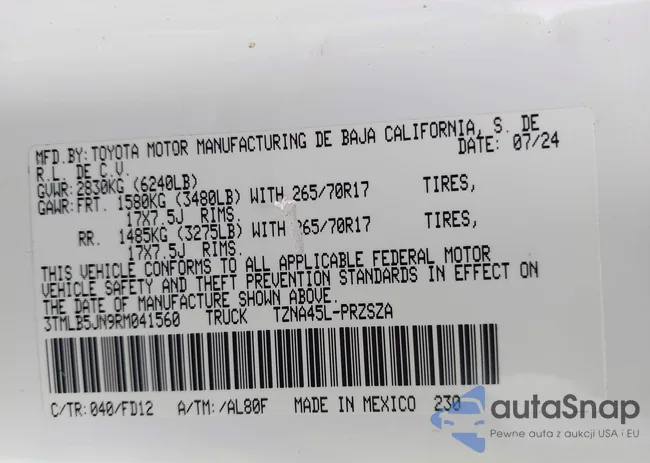 MFD.BY:TOYOTA MOTOR MANUFACTURING DE BAJA CALIFORNIA, S. DE
R.L. DE C.V. DATE: 07/24
GVWR:2830KG (6240LB)
GAWR:FRT. 1580KG (3480LB) WITH 265/70R17 TIRES,
17X7.5J RIMS.
RR. 1485KG (3275LB) WITH 265/70R17 TIRES,
17X7.5J RIMS.
THIS VEHICLE CONFORMS TO ALL APPLICABLE FEDERAL MOTOR
VEHICLE SAFETY AND THEFT PREVENTION STANDARDS IN EFFECT ON
THE DATE OF MANUFACTURE SHOWN ABOVE.
3TMLB5JN9RM041560 TRUCK TZNA45L-PRZSZA
C/TR:040/FD12 A/TM:/AL80F MADE IN MEXICO 230
autaSnap
Pewne auta z aukcji USA i EU